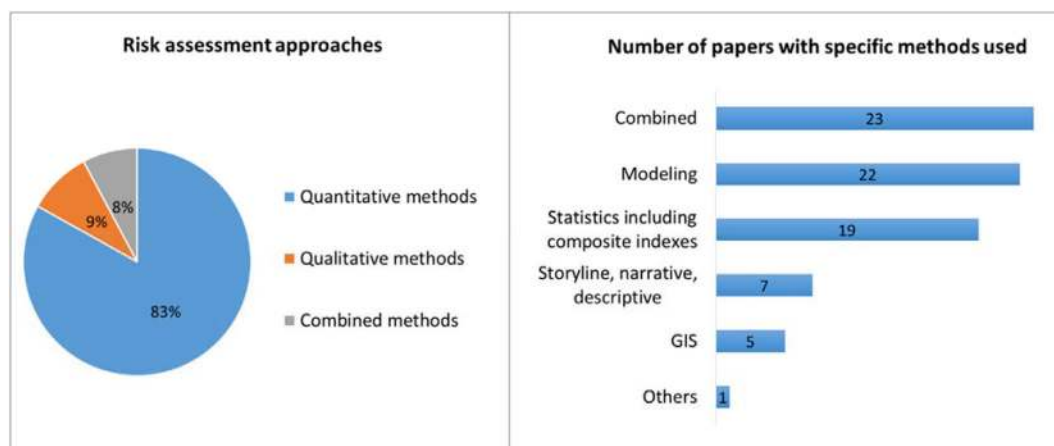 Risk assessment approaches
8%
9%
83%
Quantitative methods
Qualitative methods
Combined methods
Number of papers with specific methods used
Combined
23
Modeling
22
Statistics including
composite indexes
19
Storyline, narrative,
descriptive
7
GIS
5
Others
1